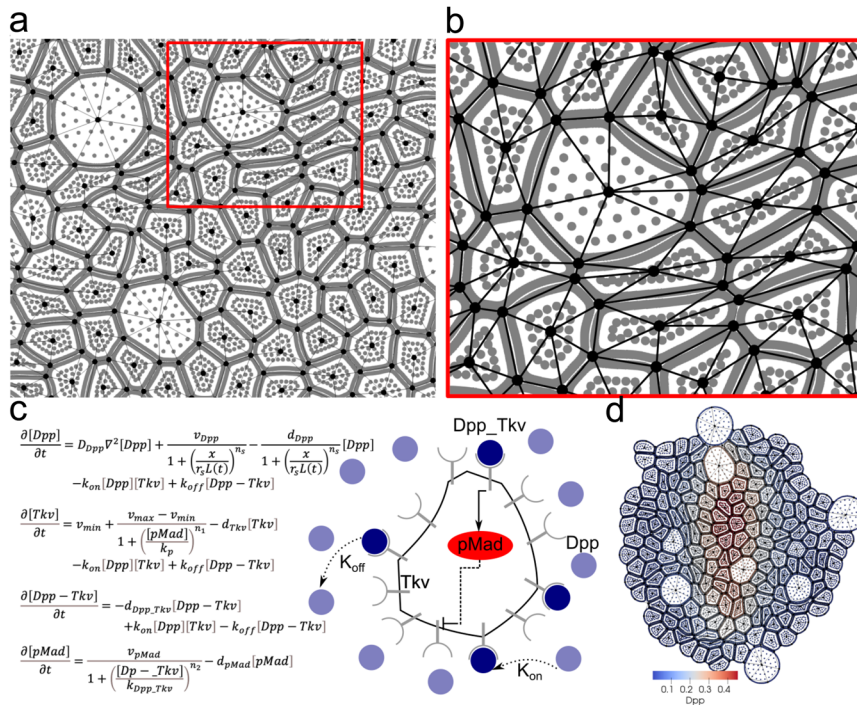 a
b
c
∂[Dpp]/∂t = D_Dpp ∇²[Dpp] + v_Dpp/(1 + (x/(r_s L(t)))^n_s) − d_Dpp/(1 + (x/(r_s L(t)))^n_s) [Dpp]
−k_on[Dpp][Tkv] + k_off[Dpp − Tkv)
∂[Tkv]/∂t = v_min + (v_max − v_min)/(1 + ([pMad]/k_p)^n_1) − d_Tkv[Tkv]
−k_on[Dpp][Tkv] + k_off[Dpp − Tkv)
∂[Dpp − Tkv)/∂t = −d_Dpp_Tkv[Dpp − Tkv]
+k_on[Dpp][Tkv] − k_off[Dpp − Tkv)
∂[pMad]/∂t = v_pMad/(1 + ([Dp − _Tkv)/k_Dpp_Tkv)^n_2) − d_pMad[pMad]
Dpp_Tkv
pMad
Dpp
K_off
Tkv
K_on
d
0.1 0.2 0.3 0.4
Dpp